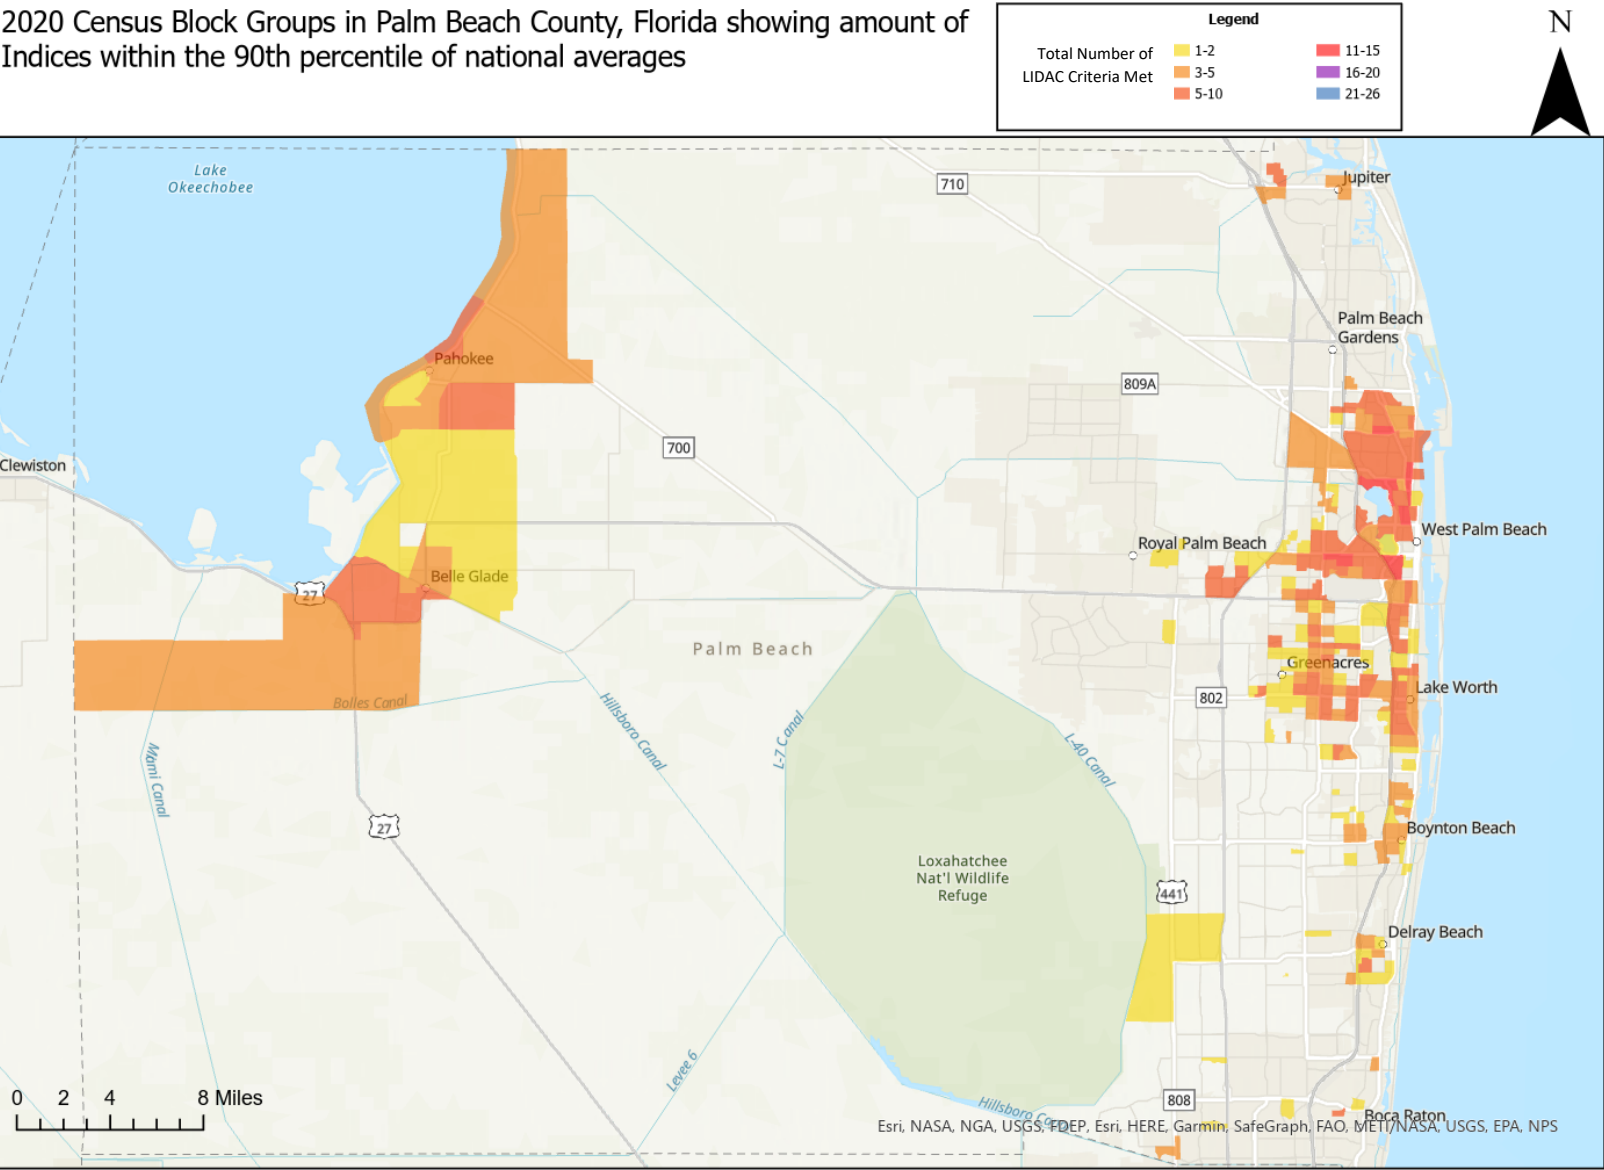 2020 Census Block Groups in Palm Beach County, Florida showing amount of
Indices within the 90th percentile of national averages
Legend
Total Number of
LIDAC Criteria Met
1-2
3-5
5-10
11-15
16-20
21-26
N
Lake
Okeechobee
710
Jupiter
Palm Beach
Gardens
Pahokee
809A
700
Clewiston
West Palm Beach
Royal Palm Beach
Belle Glade
27
Palm Beach
Greenacres
Lake Worth
802
Bolles Canal
Hillsboro Canal
L-7 Canal
L-40 Canal
Miami Canal
27
Boynton Beach
Loxahatchee
Nat'l Wildlife
Refuge
441
Delray Beach
Levee 6
0 2 4 8 Miles
808
Hillsboro Canal
Boca Raton
Esri, NASA, NGA, USGS, FDEP, Esri, HERE, Garmin, SafeGraph, FAO, METI/NASA, USGS, EPA, NPS